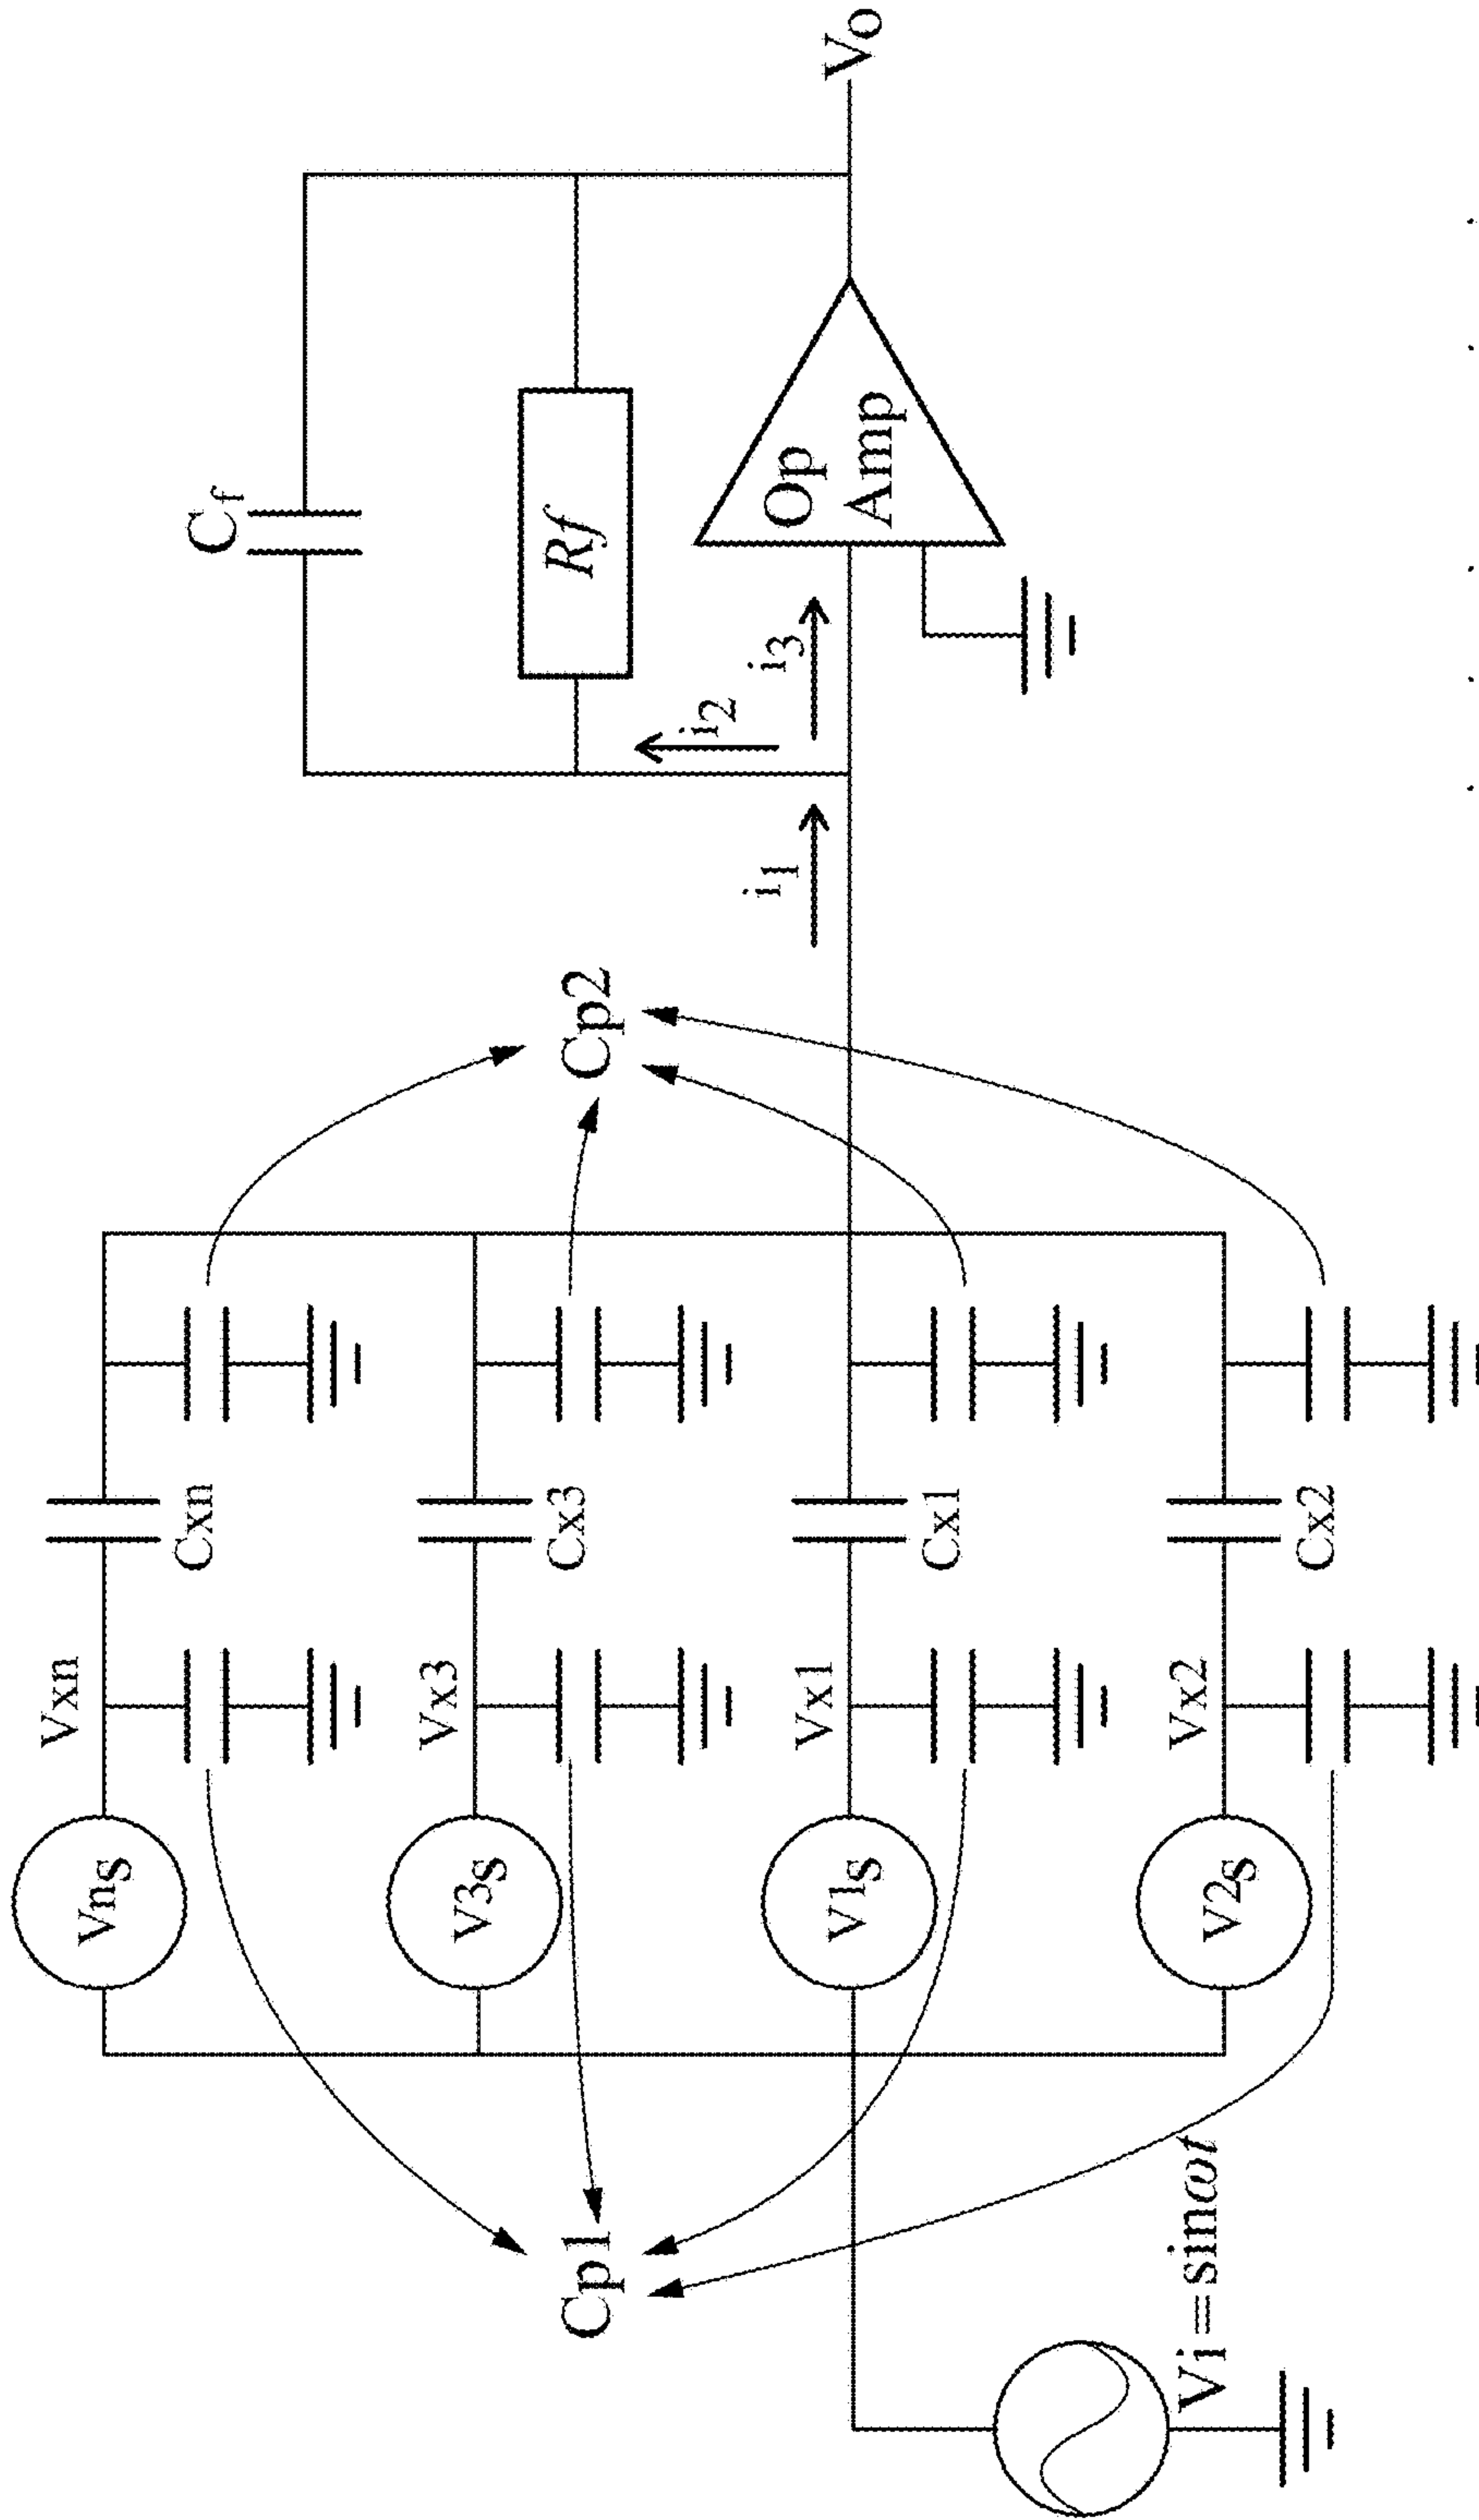 Cf
Rf
Op
Amp
Vo
i2
i3
i1
Cp2
Cp1
VnS
Vxn
Cxn
V3S
Vx3
Cx3
V1S
Vx1
Cx1
V2S
Vx2
Cx2
Vi=sinωt